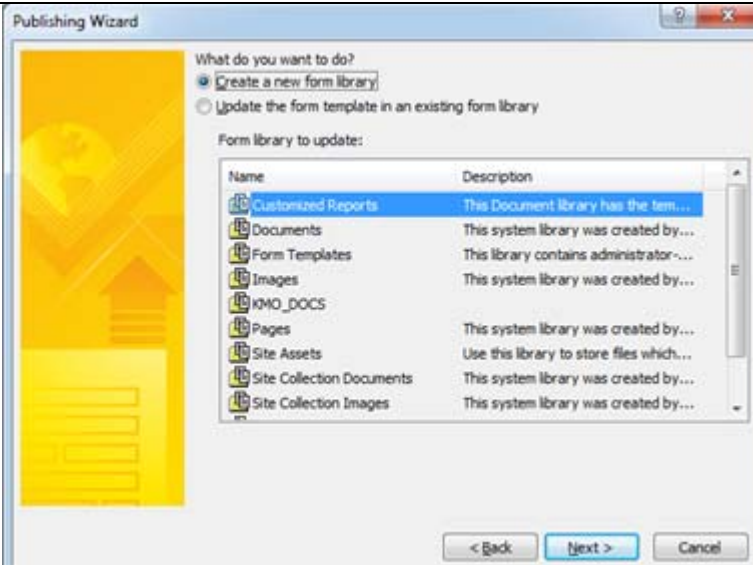 Publishing Wizard
What do you want to do?
Create a new form library
Update the form template in an existing form library
Form library to update:
Name Description
Customized Reports This Document library has the tem...
Documents This system library was created by...
Form Templates This library contains administrator-...
Images This system library was created by...
KMO_DOCS
Pages This system library was created by...
Site Assets Use this library to store files which...
Site Collection Documents This system library was created by...
Site Collection Images This system library was created by...
< Back Next > Cancel